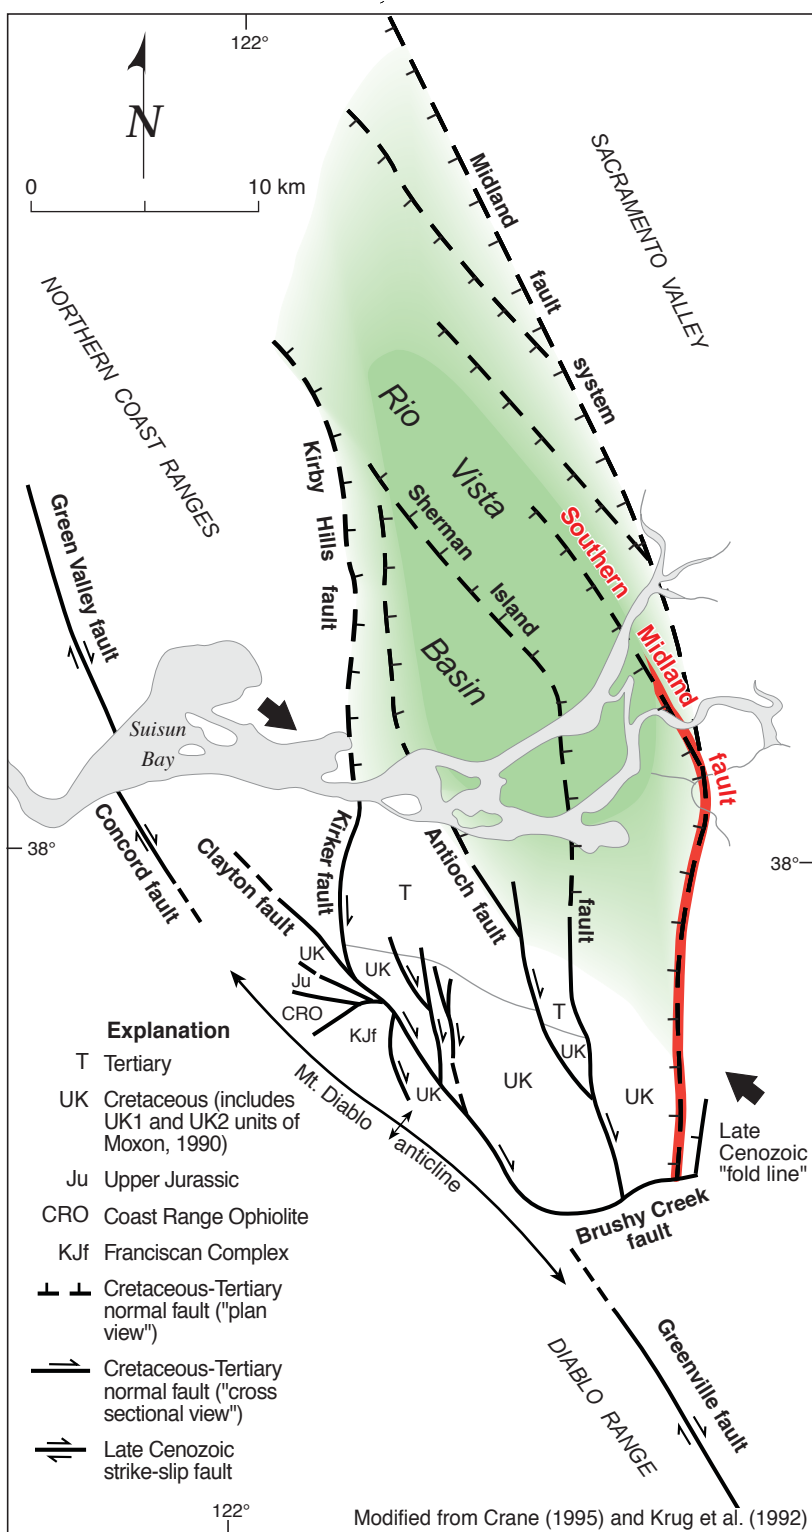 122°
N
0 10 km
SACRAMENTO VALLEY
Midland
fault
system
NORTHERN COAST RANGES
Rio
Vista
Basin
Kirby
Hills
fault
Sherman
Island
fault
Southern
Midland
fault
Green Valley fault
Suisun
Bay
Concord fault
38°
38°
Clayton fault
Kirker fault
Antioch fault
T
UK
UK
Ju
CRO
KJf
UK
T
UK
UK
UK
Mt. Diablo
anticline
Late
Cenozoic
"fold line"
Brushy Creek
fault
Greenville fault
DIABLO RANGE
Explanation
T Tertiary
UK Cretaceous (includes
UK1 and UK2 units of
Moxon, 1990)
Ju Upper Jurassic
CRO Coast Range Ophiolite
KJf Franciscan Complex
Cretaceous-Tertiary
normal fault ("plan
view")
Cretaceous-Tertiary
normal fault ("cross
sectional view")
Late Cenozoic
strike-slip fault
122°
Modified from Crane (1995) and Krug et al. (1992)